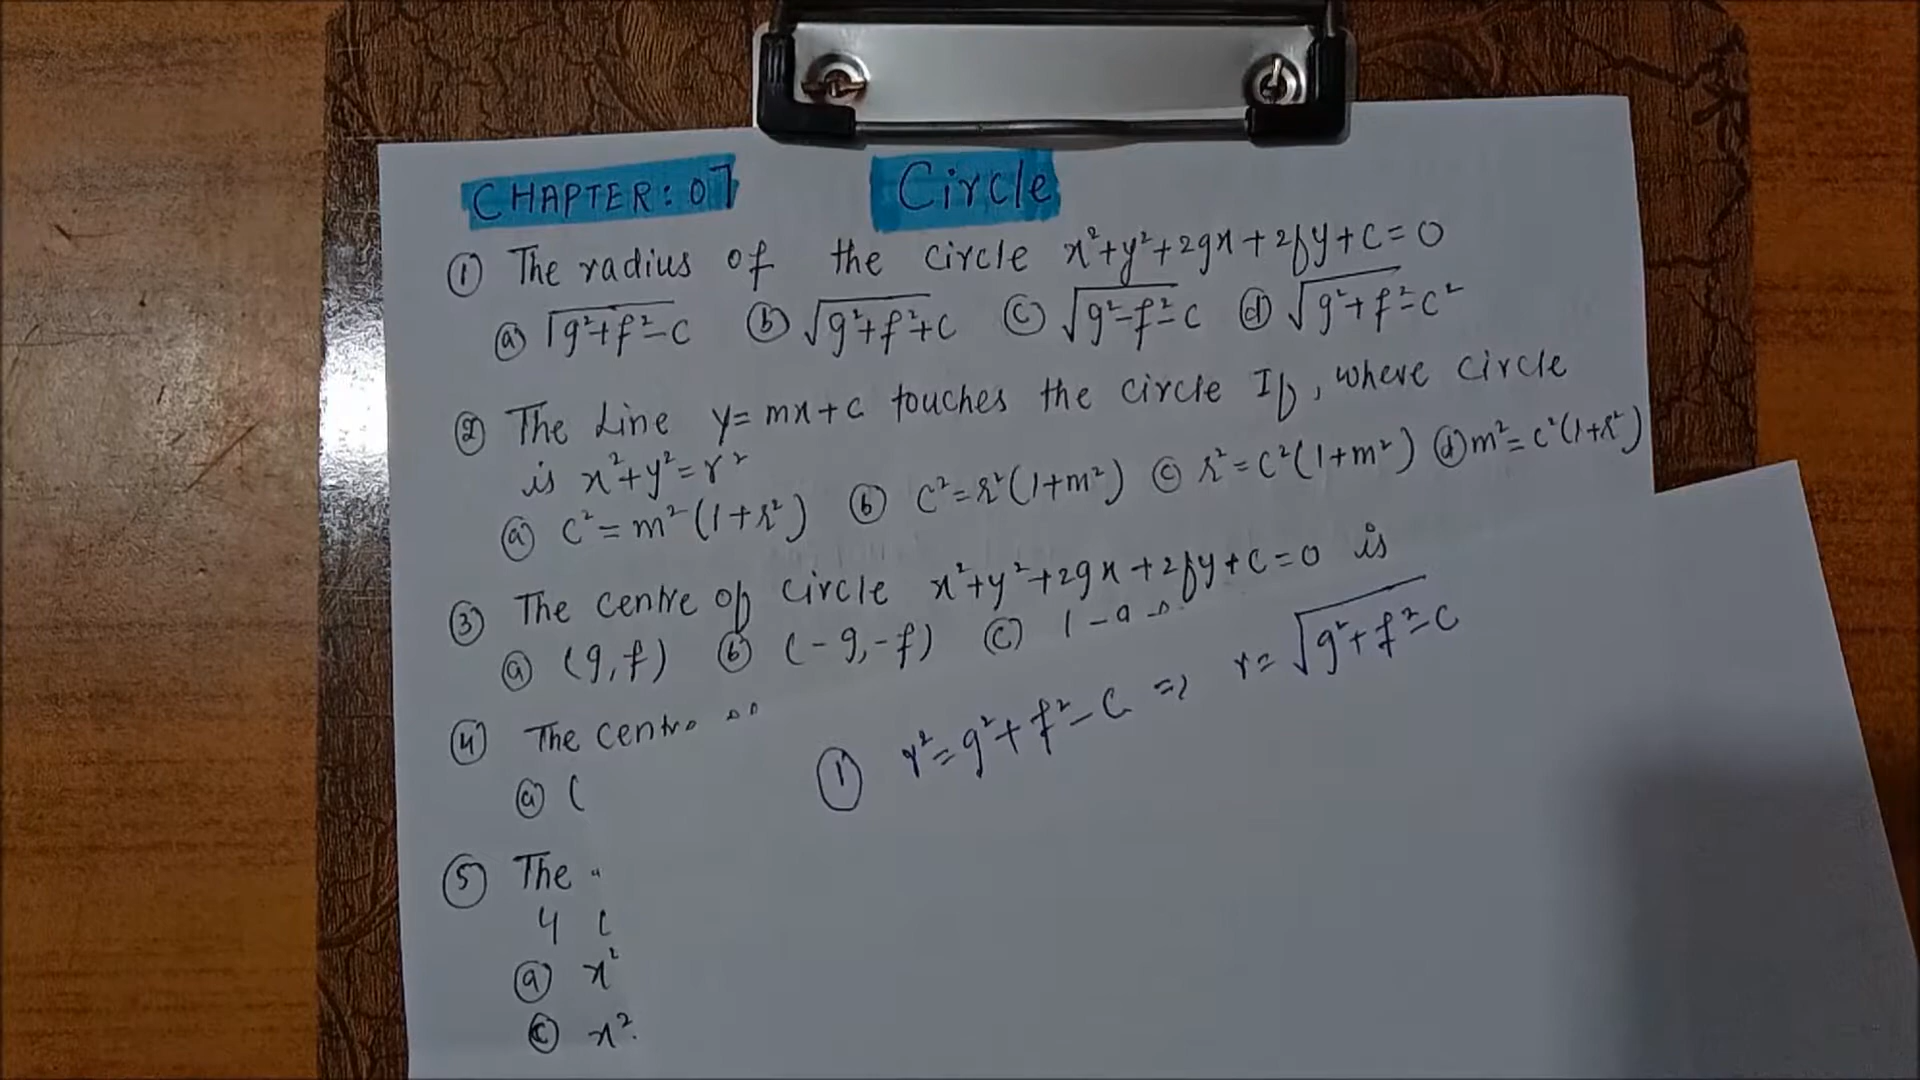 CHAPTER: 07 Circle
① The radius of the circle x²+y²+2gx+2fy+c=0
ⓐ √g²+f²-c ⓑ √g²+f²+c ⓒ √g²-f²-c ⓓ √g²+f²-c²
② The Line y=mx+c touches the circle If, where circle
is x²+y²=r²
ⓐ c²=m²(1+r²) ⓑ c²=r²(1+m²) ⓒ r²=c²(1+m²) ⓓ m²=c²(1+r²)
③ The centre of circle x²+y²+2gx+2fy+c=0 is
ⓐ (g,f) ⓑ (-g,-f) ⓒ
④ The centre
ⓐ (
⑤ The
4
ⓐ x²
ⓒ x²
① r²=g²+f²-c => r=√g²+f²-c